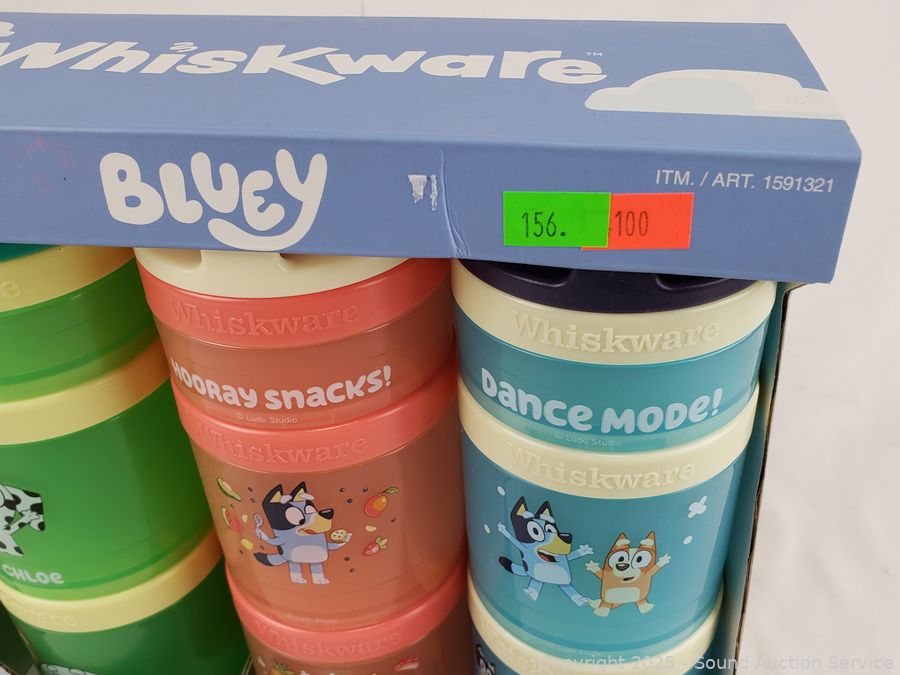 Whiskware™
BLUEY
ITM. / ART. 1591321
156.
100
Whiskware
HOORAY SNACKS!
© Ludo Studio
Whiskware
Whiskware
DANCE MODE!
© Ludo Studio
Whiskware
CHLOE
Whiskware
Whiskware
Copyright 2025 - Sound Auction Service